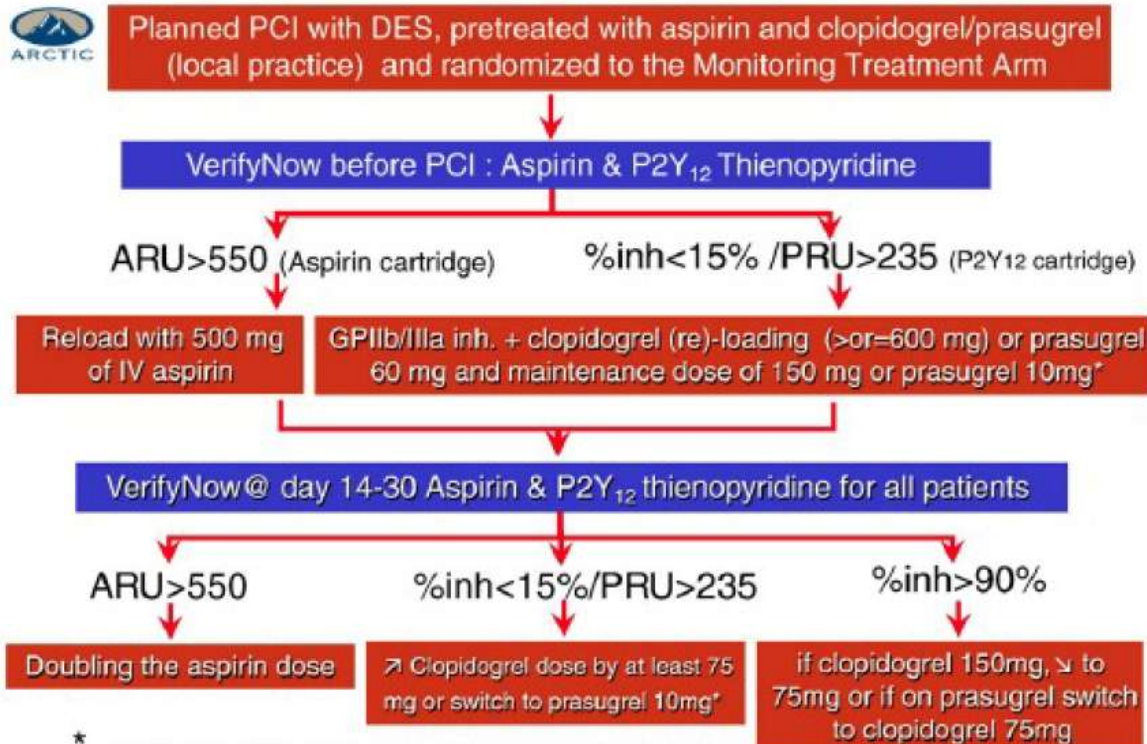 ARCTIC
Planned PCI with DES, pretreated with aspirin and clopidogrel/prasugrel
(local practice) and randomized to the Monitoring Treatment Arm
VerifyNow before PCI : Aspirin & P2Y₁₂ Thienopyridine
ARU>550 (Aspirin cartridge)
%inh<15% /PRU>235 (P2Y12 cartridge)
Reload with 500 mg
of IV aspirin
GPIIb/IIIa inh. + clopidogrel (re)-loading (>or=600 mg) or prasugrel
60 mg and maintenance dose of 150 mg or prasugrel 10mg*
VerifyNow@ day 14-30 Aspirin & P2Y₁₂ thienopyridine for all patients
ARU>550
%inh<15%/PRU>235
%inh>90%
Doubling the aspirin dose
↗ Clopidogrel dose by at least 75
mg or switch to prasugrel 10mg*
if clopidogrel 150mg, ↘ to
75mg or if on prasugrel switch
to clopidogrel 75mg
*